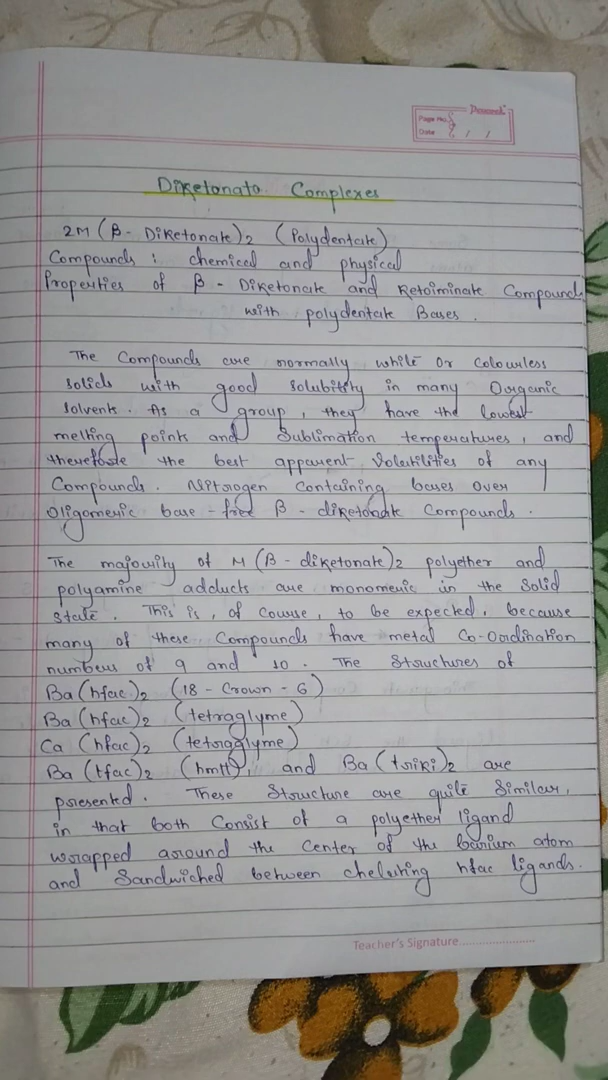 Peacock
Page No.
Date / /
Diketonato Complexes
2M (β - Diketonate)2 (Polydentate)
Compounds : chemical and physical
Properties of β - Diketonate and Ketoiminate Compounds
with polydentate Bases .
The Compounds are normally while or colourless
solids with good solubitity in many Organic
solvents. As a group, they have the lowest
melting points and Sublimation temperatures, and
therefore the best apparent Volatilities of any
Compounds. Nitrogen Containing bases over
Oligomeric base - free β - diketonate Compounds .
The majority of M (β - diketonate)2 polyether and
polyamine adducts are monomeric in the Solid
state . This is, of course, to be expected, because
many of these Compounds have metal Co-Ordination
numbers of 9 and 10 . The Structures of
Ba (hfac)2 (18 - Crown - 6)
Ba (hfac)2 (tetraglyme)
Ca (hfac)2 (tetraglyme)
Ba (tfac)2 (hmtt), and Ba (triki)2 are
presented. These Structure are quite Similar,
in that both Consist of a polyether ligand
wrapped around the Center of the barium atom
and Sandwiched between chelating hfac ligands.
Teacher's Signature